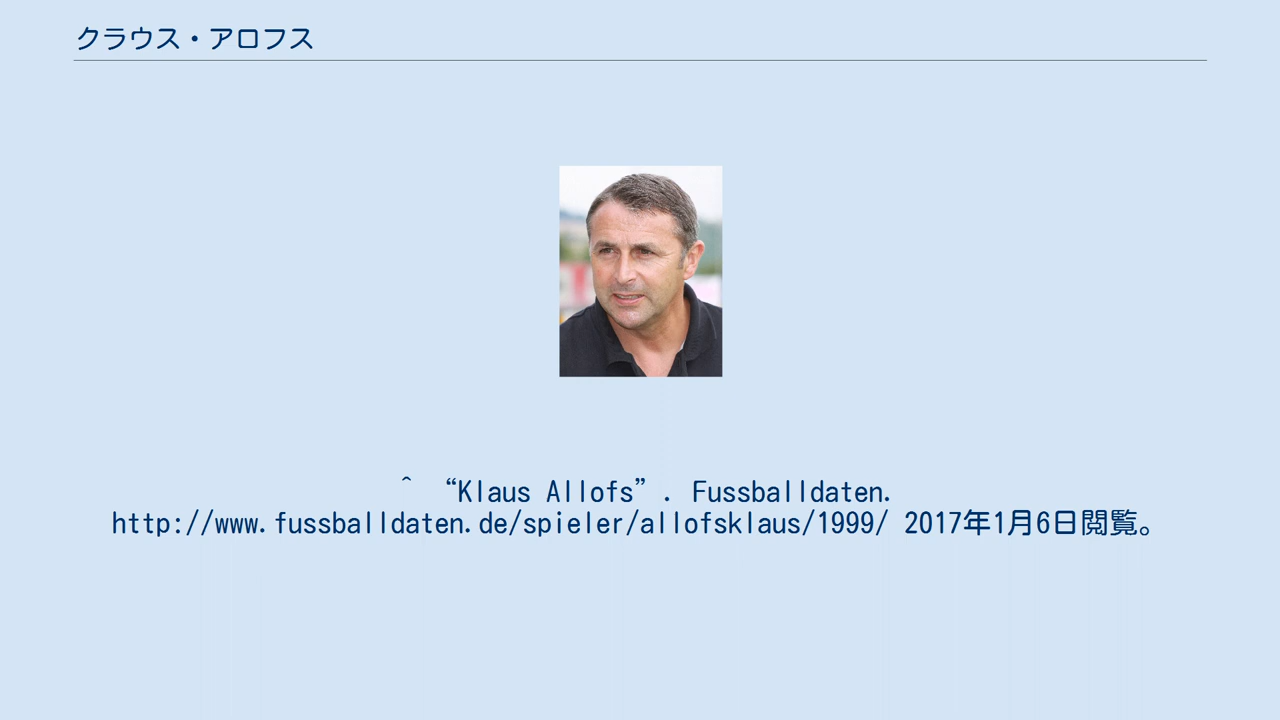 クラウス・アロフス
^ “Klaus Allofs”. Fussballdaten.
http://www.fussballdaten.de/spieler/allofsklaus/1999/ 2017年1月6日閲覧。